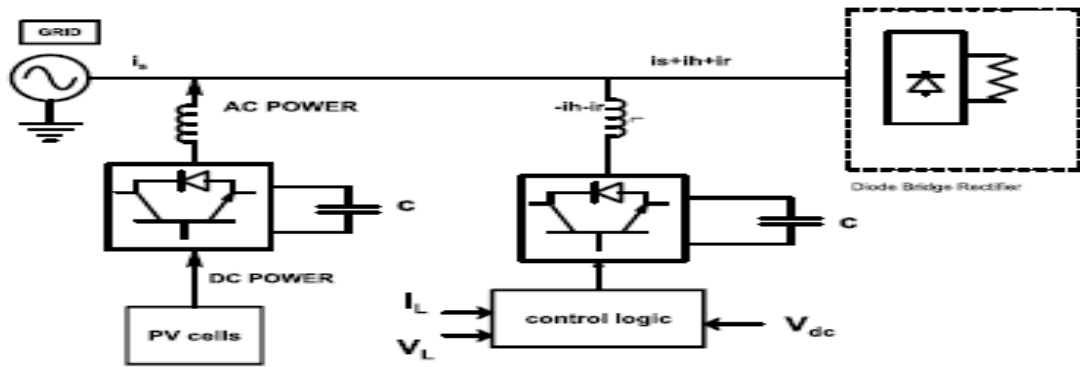 GRID
is
is+ih+ir
AC POWER
-ih-ir
L
Diode Bridge Rectifier
C
C
DC POWER
PV cells
IL
VL
control logic
Vdc